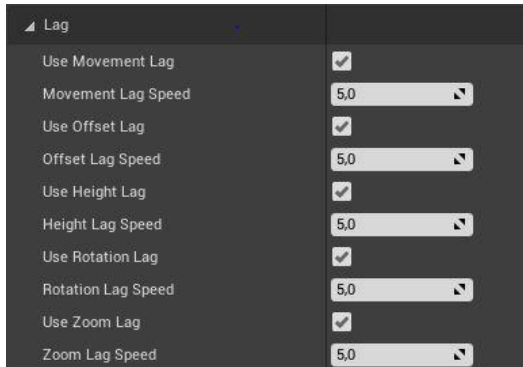 Lag
Use Movement Lag
Movement Lag Speed 5,0
Use Offset Lag
Offset Lag Speed 5,0
Use Height Lag
Height Lag Speed 5,0
Use Rotation Lag
Rotation Lag Speed 5,0
Use Zoom Lag
Zoom Lag Speed 5,0